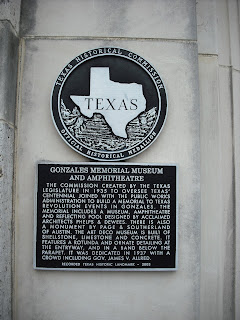 TEXAS HISTORICAL COMMISSION
TEXAS
OFFICIAL HISTORICAL MEDALLION
GONZALES MEMORIAL MUSEUM
AND AMPHITHEATRE
THE COMMISSION CREATED BY THE TEXAS
LEGISLATURE IN 1935 TO OVERSEE TEXAS'
CENTENNIAL JOINED WITH THE PUBLIC WORKS
ADMINISTRATION TO BUILD A MEMORIAL TO TEXAS
REVOLUTION EVENTS IN GONZALES. THE
MEMORIAL INCLUDES A MUSEUM, AMPHITHEATRE
AND REFLECTING POOL DESIGNED BY ACCLAIMED
ARCHITECTS PHELPS & DEWEES. THERE IS ALSO
A MONUMENT BY PAGE & SOUTHERLAND
OF AUSTIN. THE ART DECO MUSEUM IS BUILT OF
SHELLSTONE, LIMESTONE AND CONCRETE. IT
FEATURES A ROTUNDA AND ORNATE DETAILING AT
THE ENTRYWAY, AND IN A BAND BELOW THE
PARAPET. IT WAS DEDICATED IN 1937 WITH A
CROWD INCLUDING GOV. JAMES V. ALLRED.
RECORDED TEXAS HISTORIC LANDMARK - 2005